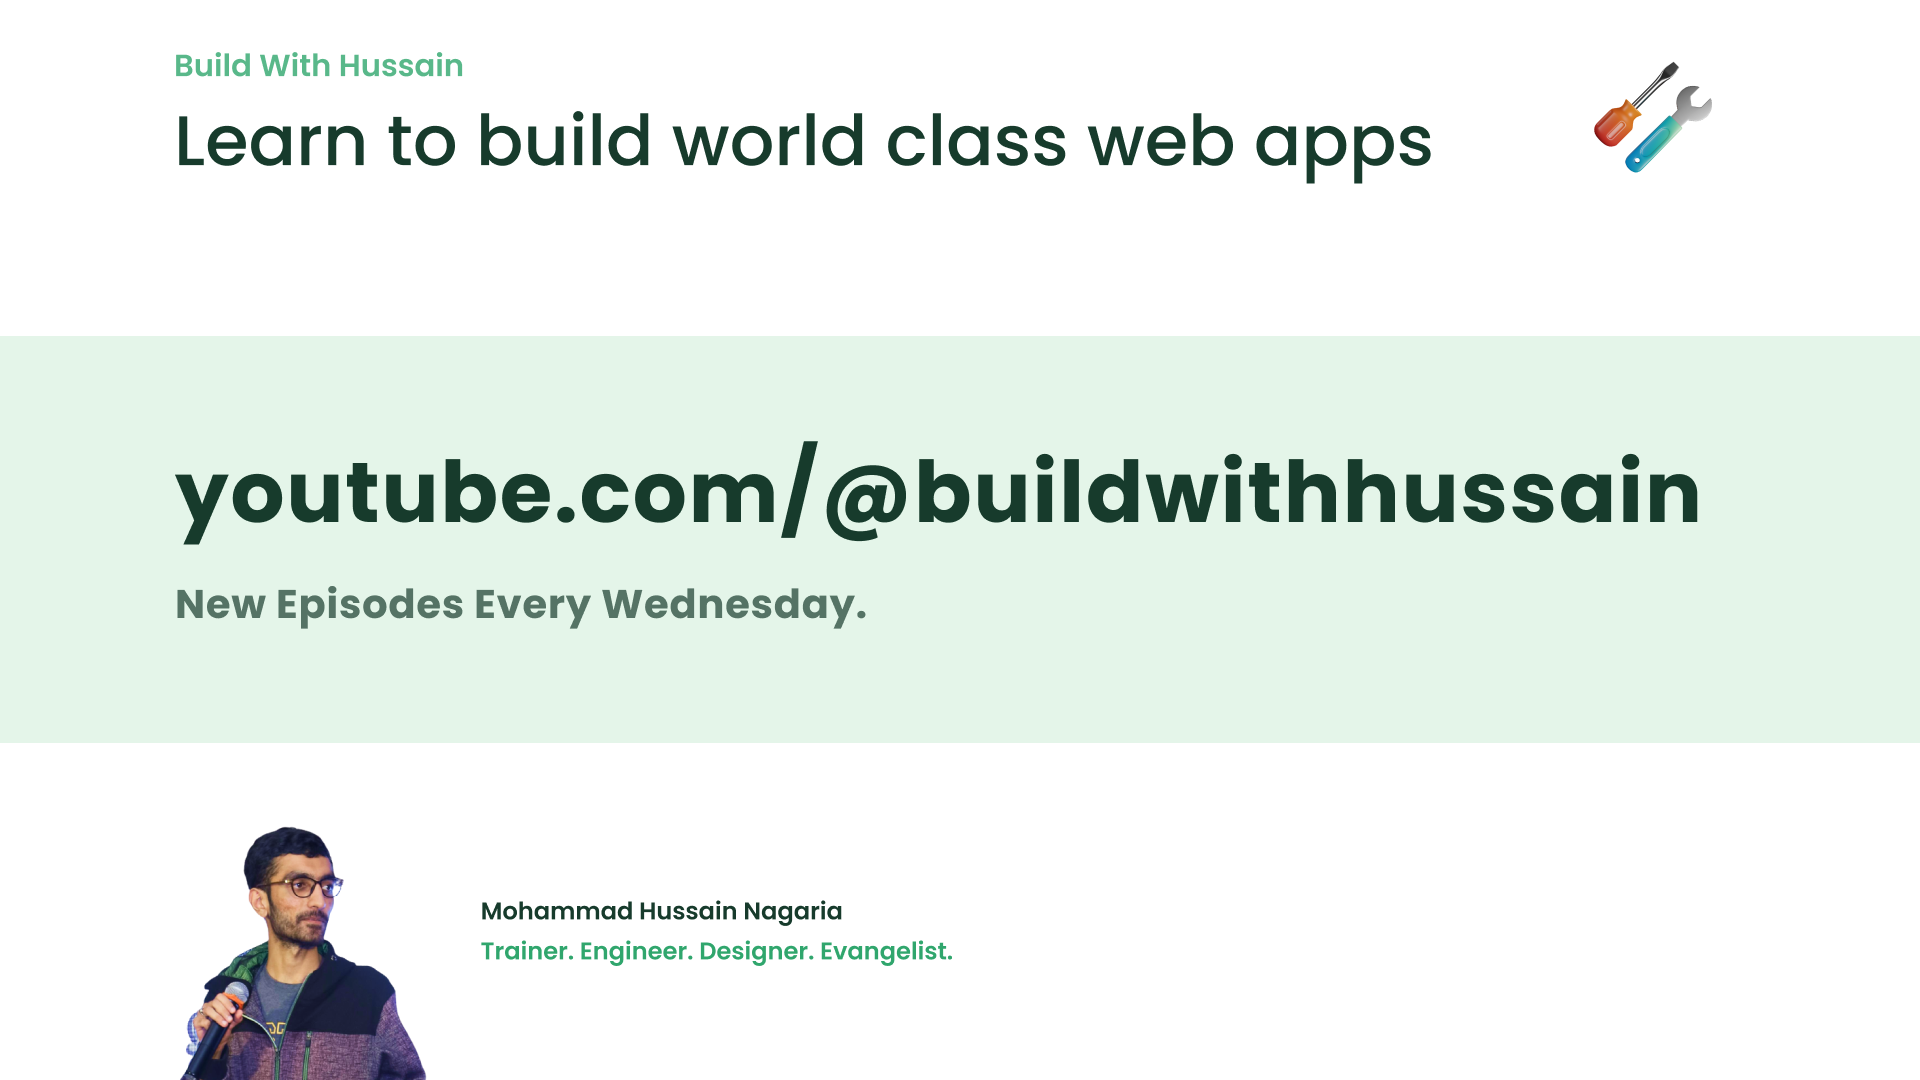 Build With Hussain
Learn to build world class web apps
youtube.com/@buildwithhussain
New Episodes Every Wednesday.
Mohammad Hussain Nagaria
Trainer. Engineer. Designer. Evangelist.